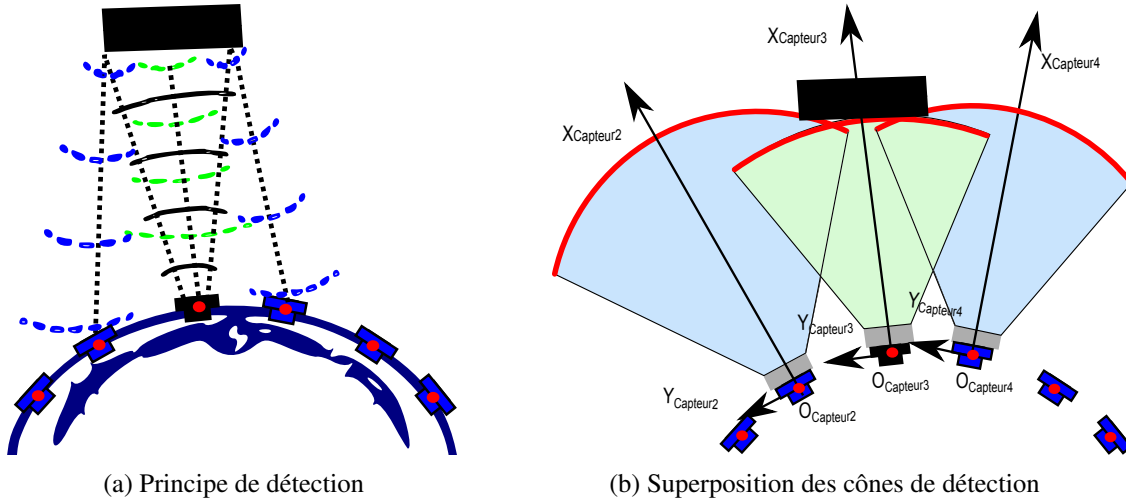 XCapteur3
XCapteur4
XCapteur2
YCapteur3
YCapteur4
OCapteur3
OCapteur4
YCapteur2
OCapteur2
(a) Principe de détection
(b) Superposition des cônes de détection